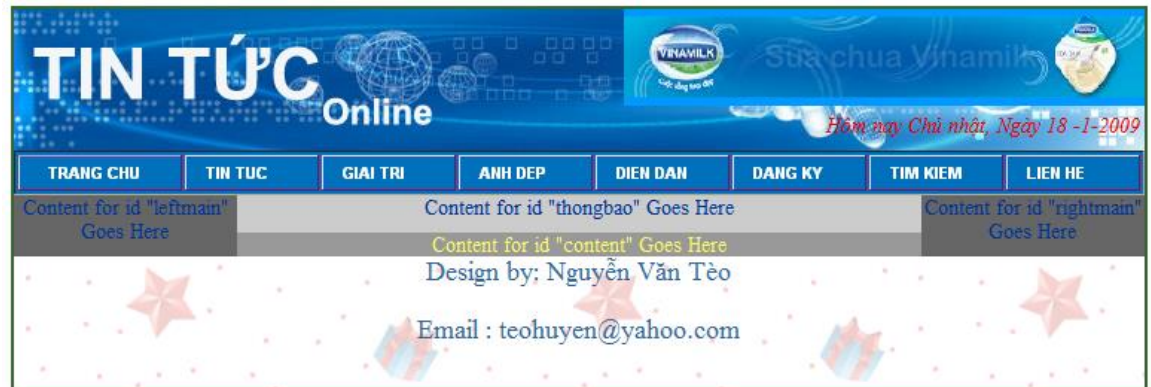 TIN TỨC
Online
VINAMILK
Sữa chua Vinamilk
Hôm nay Chủ nhật, Ngày 18 -1-2009
TRANG CHU
TIN TUC
GIAI TRI
ANH DEP
DIEN DAN
DANG KY
TIM KIEM
LIEN HE
Content for id "leftmain"
Goes Here
Content for id "thongbao" Goes Here
Content for id "content" Goes Here
Content for id "rightmain"
Goes Here
Design by: Nguyễn Văn Tèo
Email : teohuyen@yahoo.com